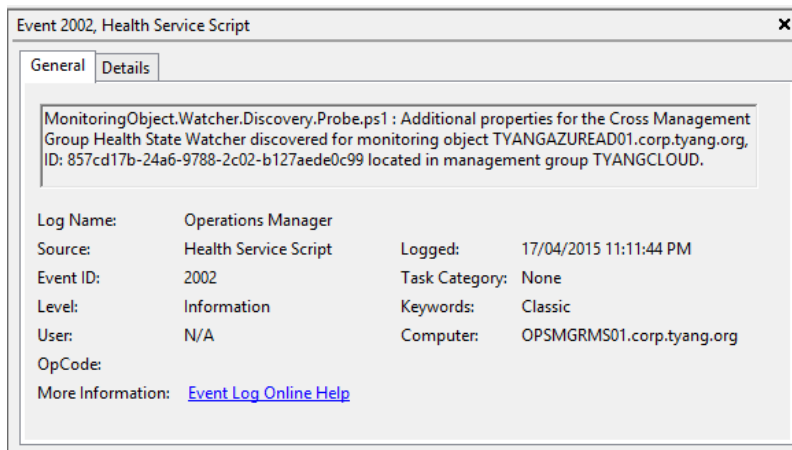 Event 2002, Health Service Script
General Details
MonitoringObject.Watcher.Discovery.Probe.ps1 : Additional properties for the Cross Management
Group Health State Watcher discovered for monitoring object TYANGAZUREAD01.corp.tyang.org,
ID: 857cd17b-24a6-9788-2c02-b127aede0c99 located in management group TYANGCLOUD.
Log Name: Operations Manager
Source: Health Service Script Logged: 17/04/2015 11:11:44 PM
Event ID: 2002 Task Category: None
Level: Information Keywords: Classic
User: N/A Computer: OPSMGRMS01.corp.tyang.org
OpCode:
More Information: Event Log Online Help